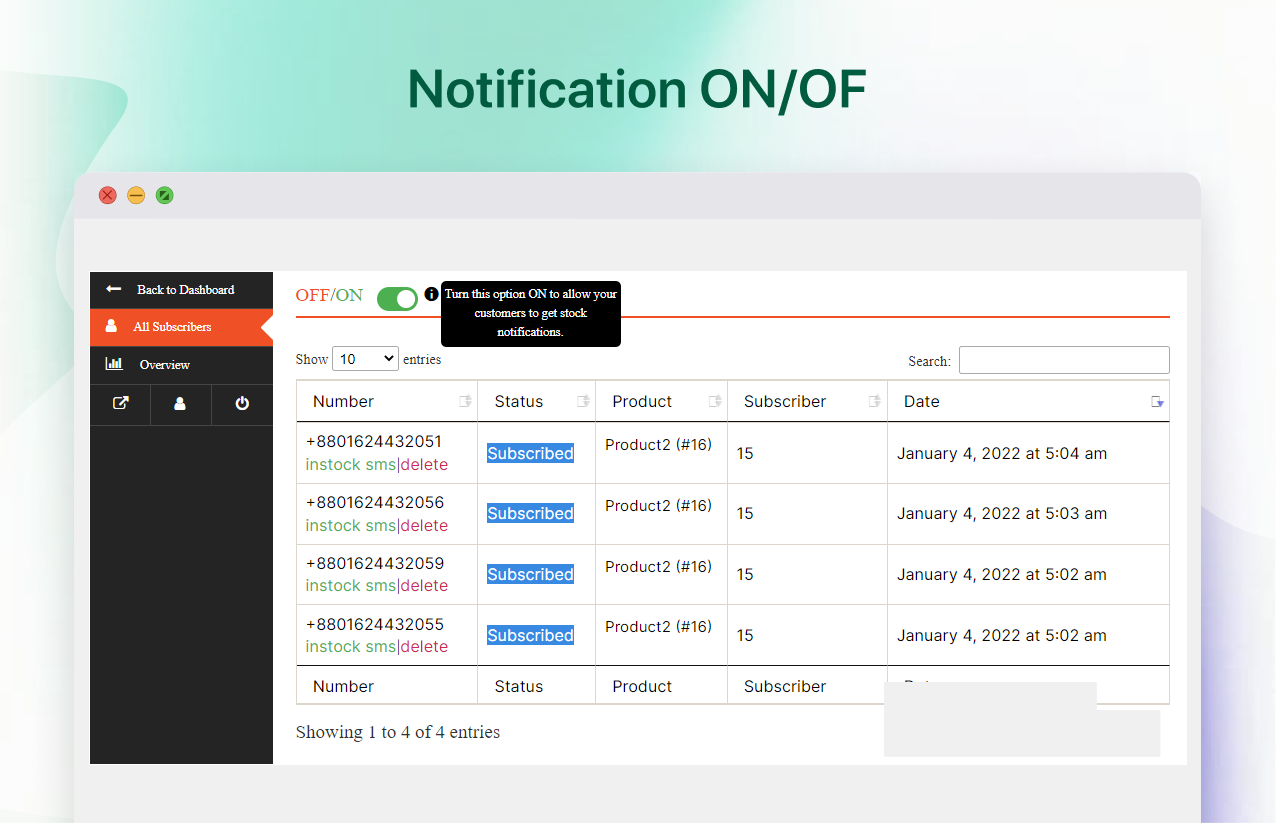 Notification ON/OF
Back to Dashboard
All Subscribers
Overview
OFF/ON
Turn this option ON to allow your
customers to get stock
notifications.
Show 10 entries
Search:
Number Status Product Subscriber Date
+8801624432051
instock sms|delete
Subscribed
Product2 (#16)
15
January 4, 2022 at 5:04 am
+8801624432056
instock sms|delete
Subscribed
Product2 (#16)
15
January 4, 2022 at 5:03 am
+8801624432059
instock sms|delete
Subscribed
Product2 (#16)
15
January 4, 2022 at 5:02 am
+8801624432055
instock sms|delete
Subscribed
Product2 (#16)
15
January 4, 2022 at 5:02 am
Number Status Product Subscriber
Showing 1 to 4 of 4 entries